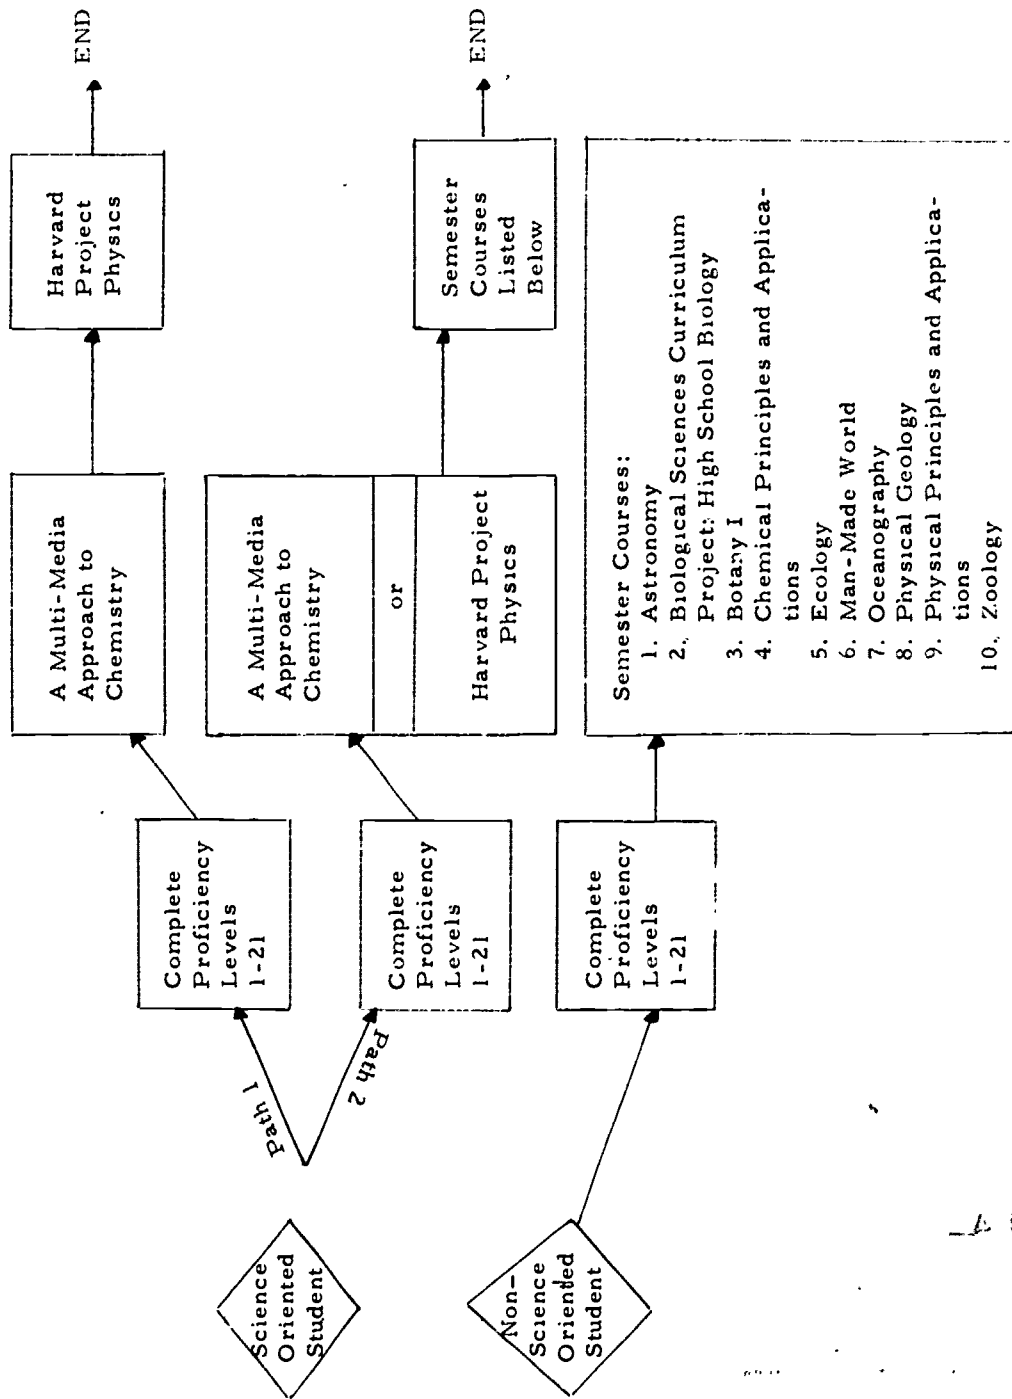 Science
Oriented
Student
Path 1
Path 2
Complete
Proficiency
Levels
1-21
A Multi-Media
Approach to
Chemistry
Harvard
Project
Physics
END
Complete
Proficiency
Levels
1-21
A Multi-Media
Approach to
Chemistry
or
Harvard Project
Physics
Semester
Courses
Listed
Below
END
Non-
Science
Oriented
Student
Complete
Proficiency
Levels
1-21
Semester Courses:
1. Astronomy
2. Biological Sciences Curriculum
Project: High School Biology
3. Botany I
4. Chemical Principles and Applica-
tions
5. Ecology
6. Man-Made World
7. Oceanography
8. Physical Geology
9. Physical Principles and Applica-
tions
10. Zoology